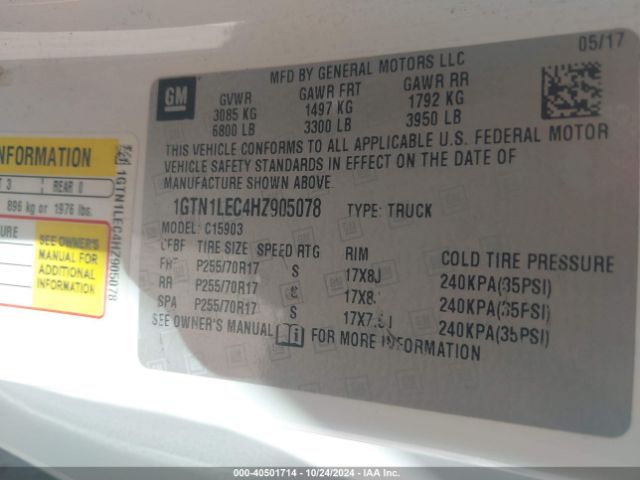 05/17
MFD BY GENERAL MOTORS LLC
GM
GVWR GAWR FRT GAWR RR
3085 KG 1497 KG 1792 KG
6800 LB 3300 LB 3950 LB
THIS VEHICLE CONFORMS TO ALL APPLICABLE U.S. FEDERAL MOTOR
VEHICLE SAFETY STANDARDS IN EFFECT ON THE DATE OF
MANUFACTURE SHOWN ABOVE.
1GTN1LEC4HZ905078 TYPE: TRUCK
MODEL: C15903
TIRE SIZE SPEED RTG RIM COLD TIRE PRESSURE
FRT P255/70R17 S 17X8J 240KPA(35PSI)
RR P255/70R17 S 17X8J 240KPA(35PSI)
SPA P255/70R17 S 240KPA(35PSI)
SEE OWNER'S MANUAL FOR MORE INFORMATION
INFORMATION
3 REAR 0
896 kg or 1976 lbs.
SEE OWNER'S
MANUAL FOR
ADDITIONAL
INFORMATION
1GTN1LEC4HZ905078
000-40501714 - 10/24/2024 - IAA Inc.